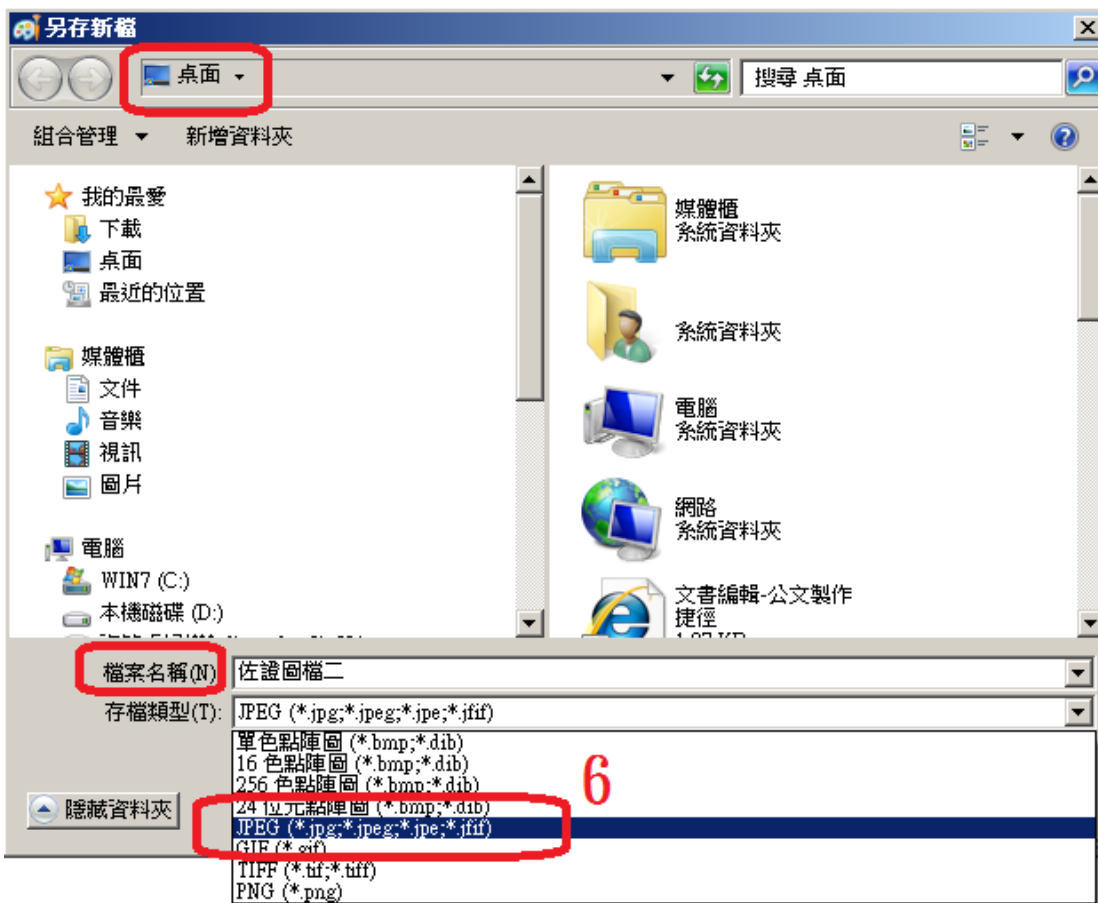 另存新檔
桌面
搜尋 桌面
組合管理
新增資料夾
我的最愛
下載
桌面
最近的位置
媒體櫃
文件
音樂
視訊
圖片
電腦
WIN7 (C:)
本機磁碟 (D:)
媒體櫃
系統資料夾
系統資料夾
電腦
系統資料夾
網路
系統資料夾
文書編輯-公文製作
捷徑
檔案名稱(N)
佐證圖檔二
存檔類型(T):
JPEG (*.jpg;*.jpeg;*.jpe;*.jfif)
單色點陣圖 (*.bmp;*.dib)
16 色點陣圖 (*.bmp;*.dib)
256 色點陣圖 (*.bmp;*.dib)
24 位元點陣圖 (*.bmp;*.dib)
JPEG (*.jpg;*.jpeg;*.jpe;*.jfif)
GIF (*.gif)
TIFF (*.tif;*.tiff)
PNG (*.png)
6
隱藏資料夾